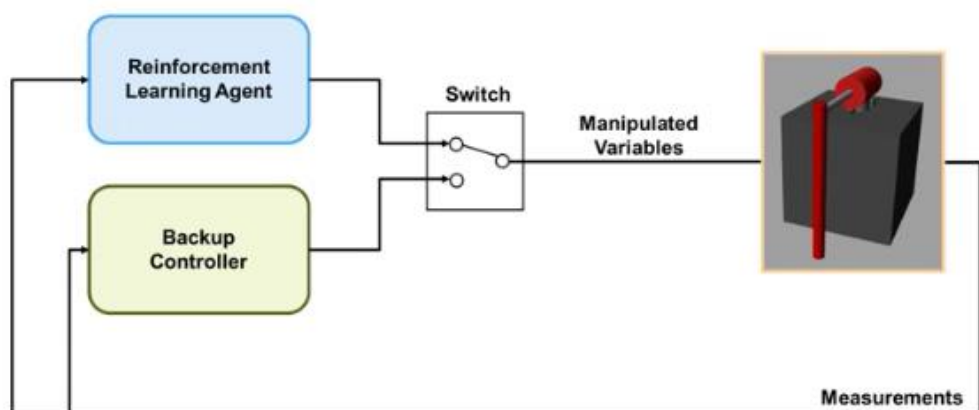 Reinforcement
Learning Agent
Switch
Manipulated
Variables
Backup
Controller
Measurements